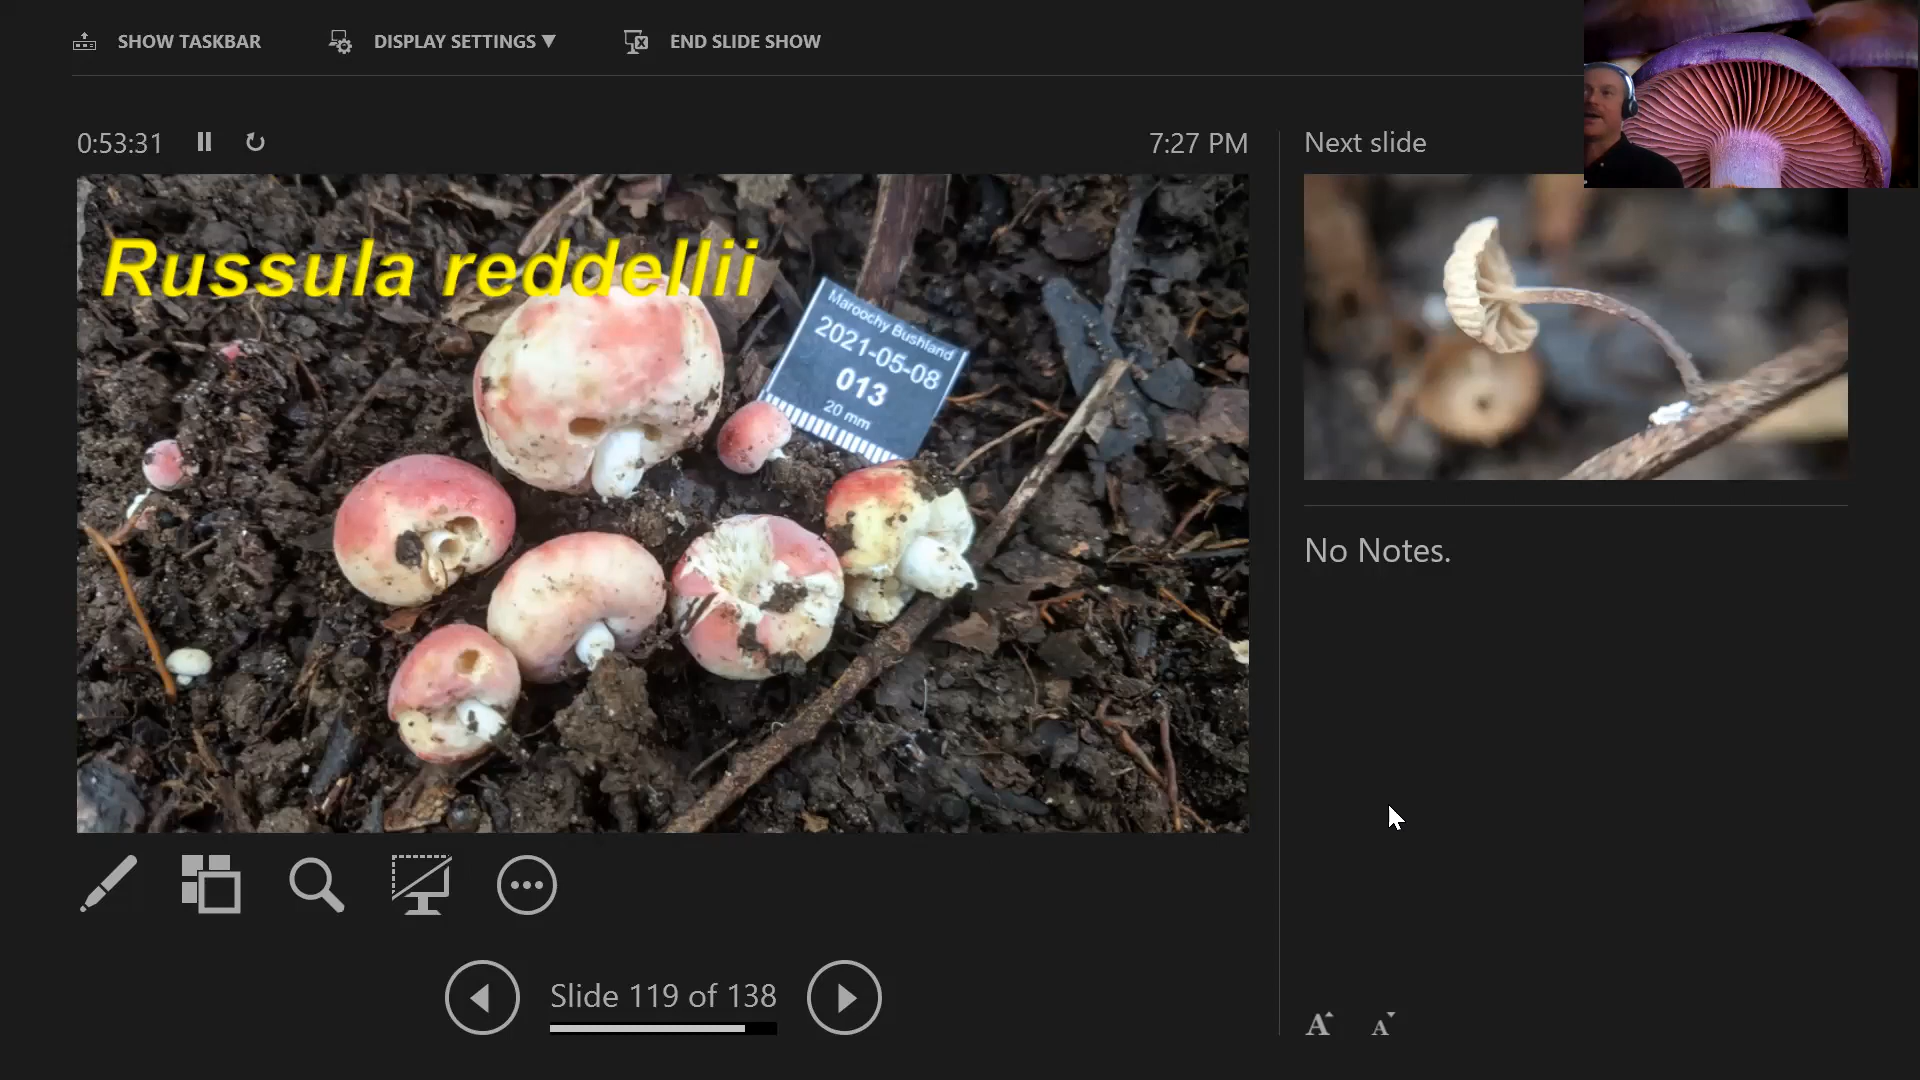 SHOW TASKBAR
DISPLAY SETTINGS ▼
END SLIDE SHOW
0:53:31
7:27 PM
Next slide
Russula reddellii
Maroochy Bushland
2021-05-08
013
20 mm
No Notes.
Slide 119 of 138
A
A